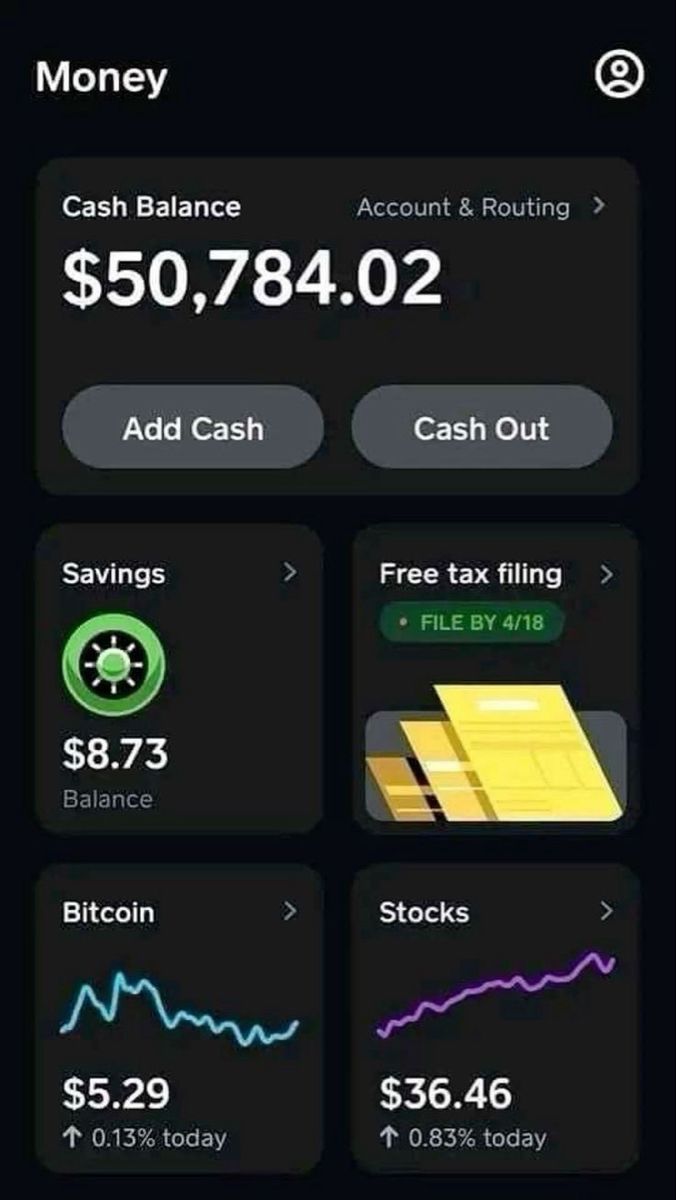 Money
Cash Balance
Account & Routing
$50,784.02
Add Cash
Cash Out
Savings
$8.73
Balance
Free tax filing
• FILE BY 4/18
Bitcoin
$5.29
↑ 0.13% today
Stocks
$36.46
↑ 0.83% today